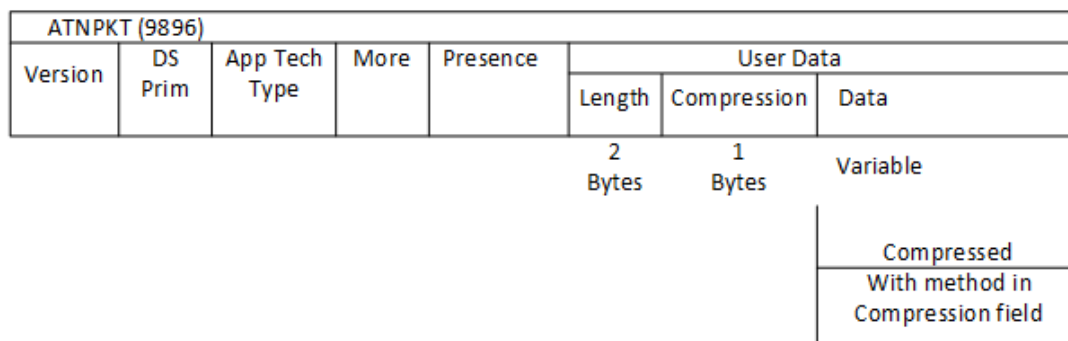 ATNPKT (9896)
Version
DS
Prim
App Tech
Type
More
Presence
User Data
Length
Compression
Data
2
Bytes
1
Bytes
Variable
Compressed
With method in
Compression field